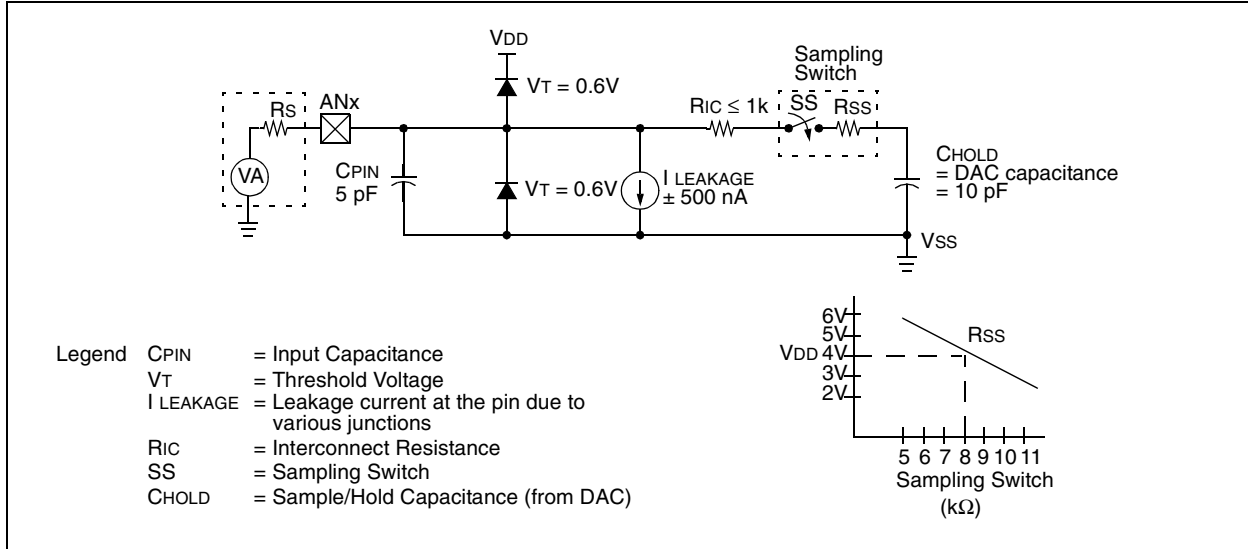 VDD
Sampling
Switch
VT = 0.6V
ANx
RIC ≤ 1k
SS
RSS
RS
CHOLD
= DAC capacitance
= 10 pF
VA
CPIN
5 pF
VT = 0.6V
I LEAKAGE
± 500 nA
VSS
6V
5V
VDD 4V
3V
2V
RSS
5 6 7 8 9 10 11
Sampling Switch
(kΩ)
Legend CPIN = Input Capacitance
VT = Threshold Voltage
I LEAKAGE = Leakage current at the pin due to
various junctions
RIC = Interconnect Resistance
SS = Sampling Switch
CHOLD = Sample/Hold Capacitance (from DAC)